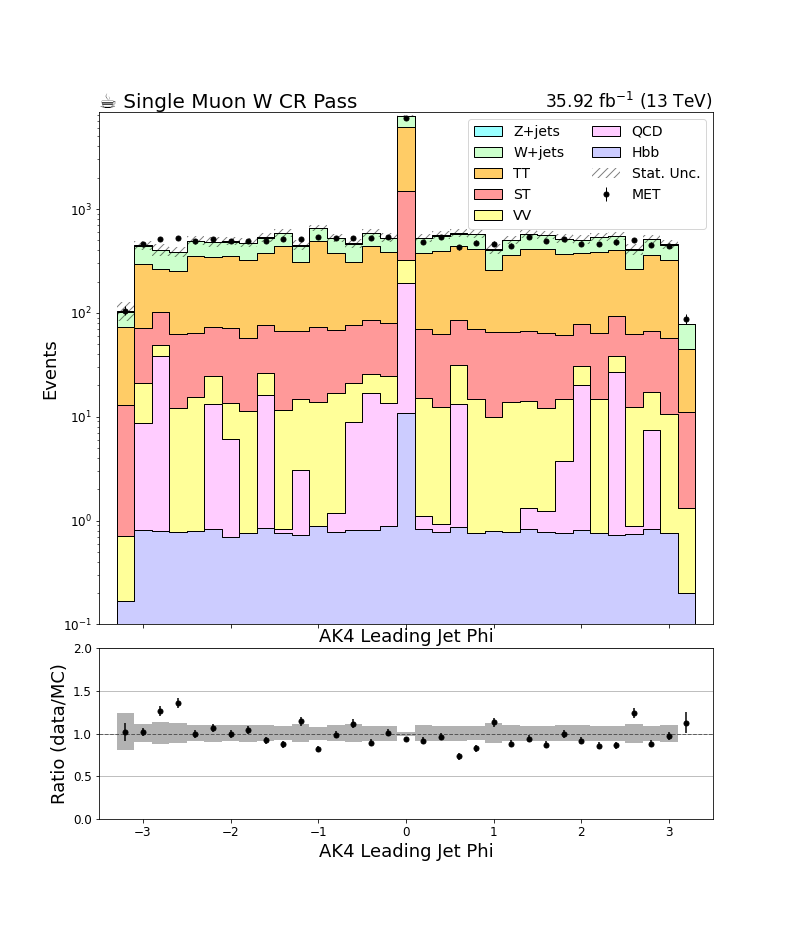 ☕ Single Muon W CR Pass
35.92 fb⁻¹ (13 TeV)
Z+jets
W+jets
TT
ST
VV
QCD
Hbb
Stat. Unc.
MET
Events
10³
10²
10¹
10⁰
10⁻¹
AK4 Leading Jet Phi
Ratio (data/MC)
2.0
1.5
1.0
0.5
0.0
−3 −2 −1 0 1 2 3
AK4 Leading Jet Phi